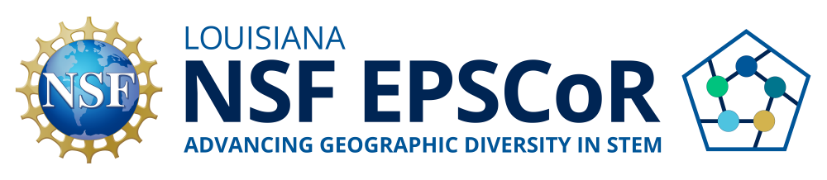 NSF
LOUISIANA
NSF EPSCoR
ADVANCING GEOGRAPHIC DIVERSITY IN STEM